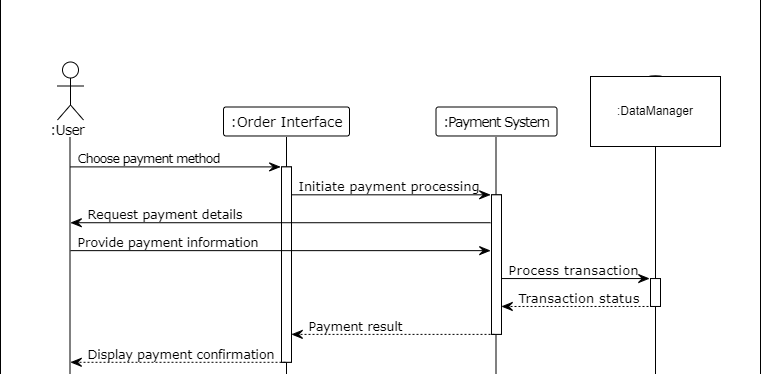 :User
:Order Interface
:Payment System
:DataManager
Choose payment method
Initiate payment processing
Request payment details
Provide payment information
Process transaction
Transaction status
Payment result
Display payment confirmation